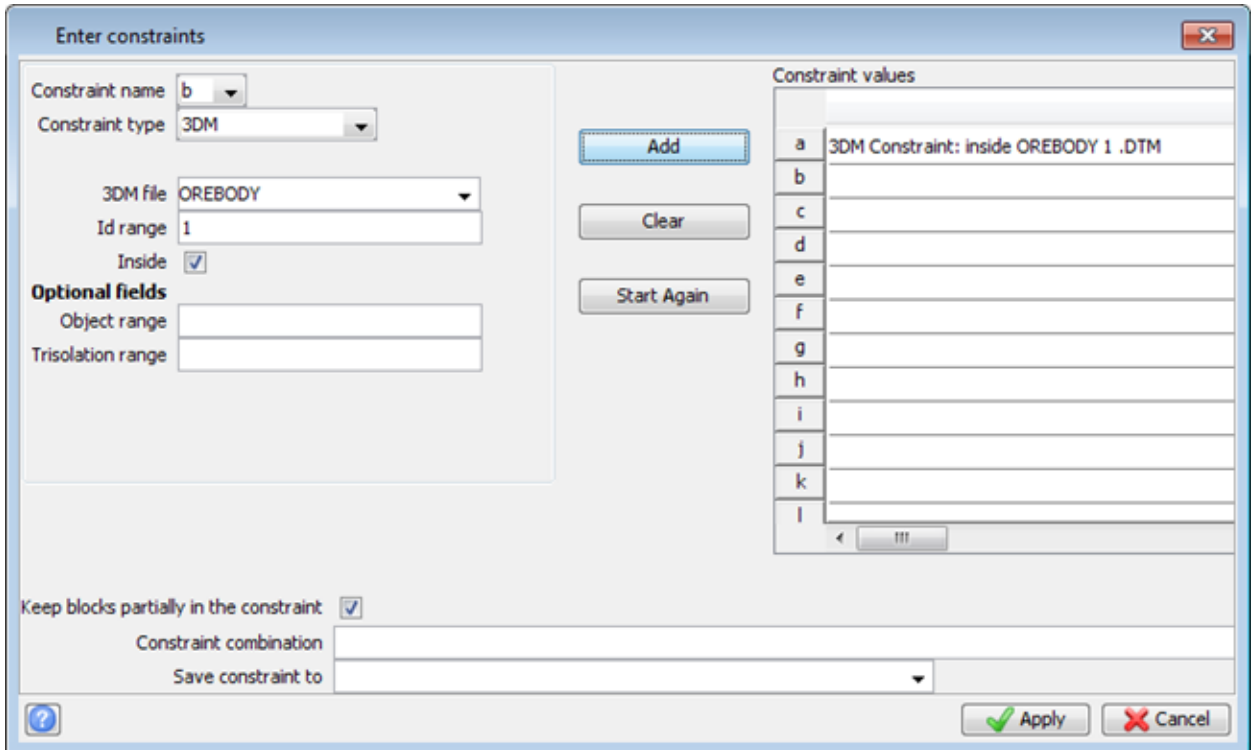 Enter constraints
Constraint name b
Constraint type 3DM
3DM file OREBODY
Id range 1
Inside
Optional fields
Object range
Trisolation range
Add
Clear
Start Again
Constraint values
a 3DM Constraint: inside OREBODY 1 .DTM
b
c
d
e
f
g
h
i
j
k
l
Keep blocks partially in the constraint
Constraint combination
Save constraint to
? Apply Cancel